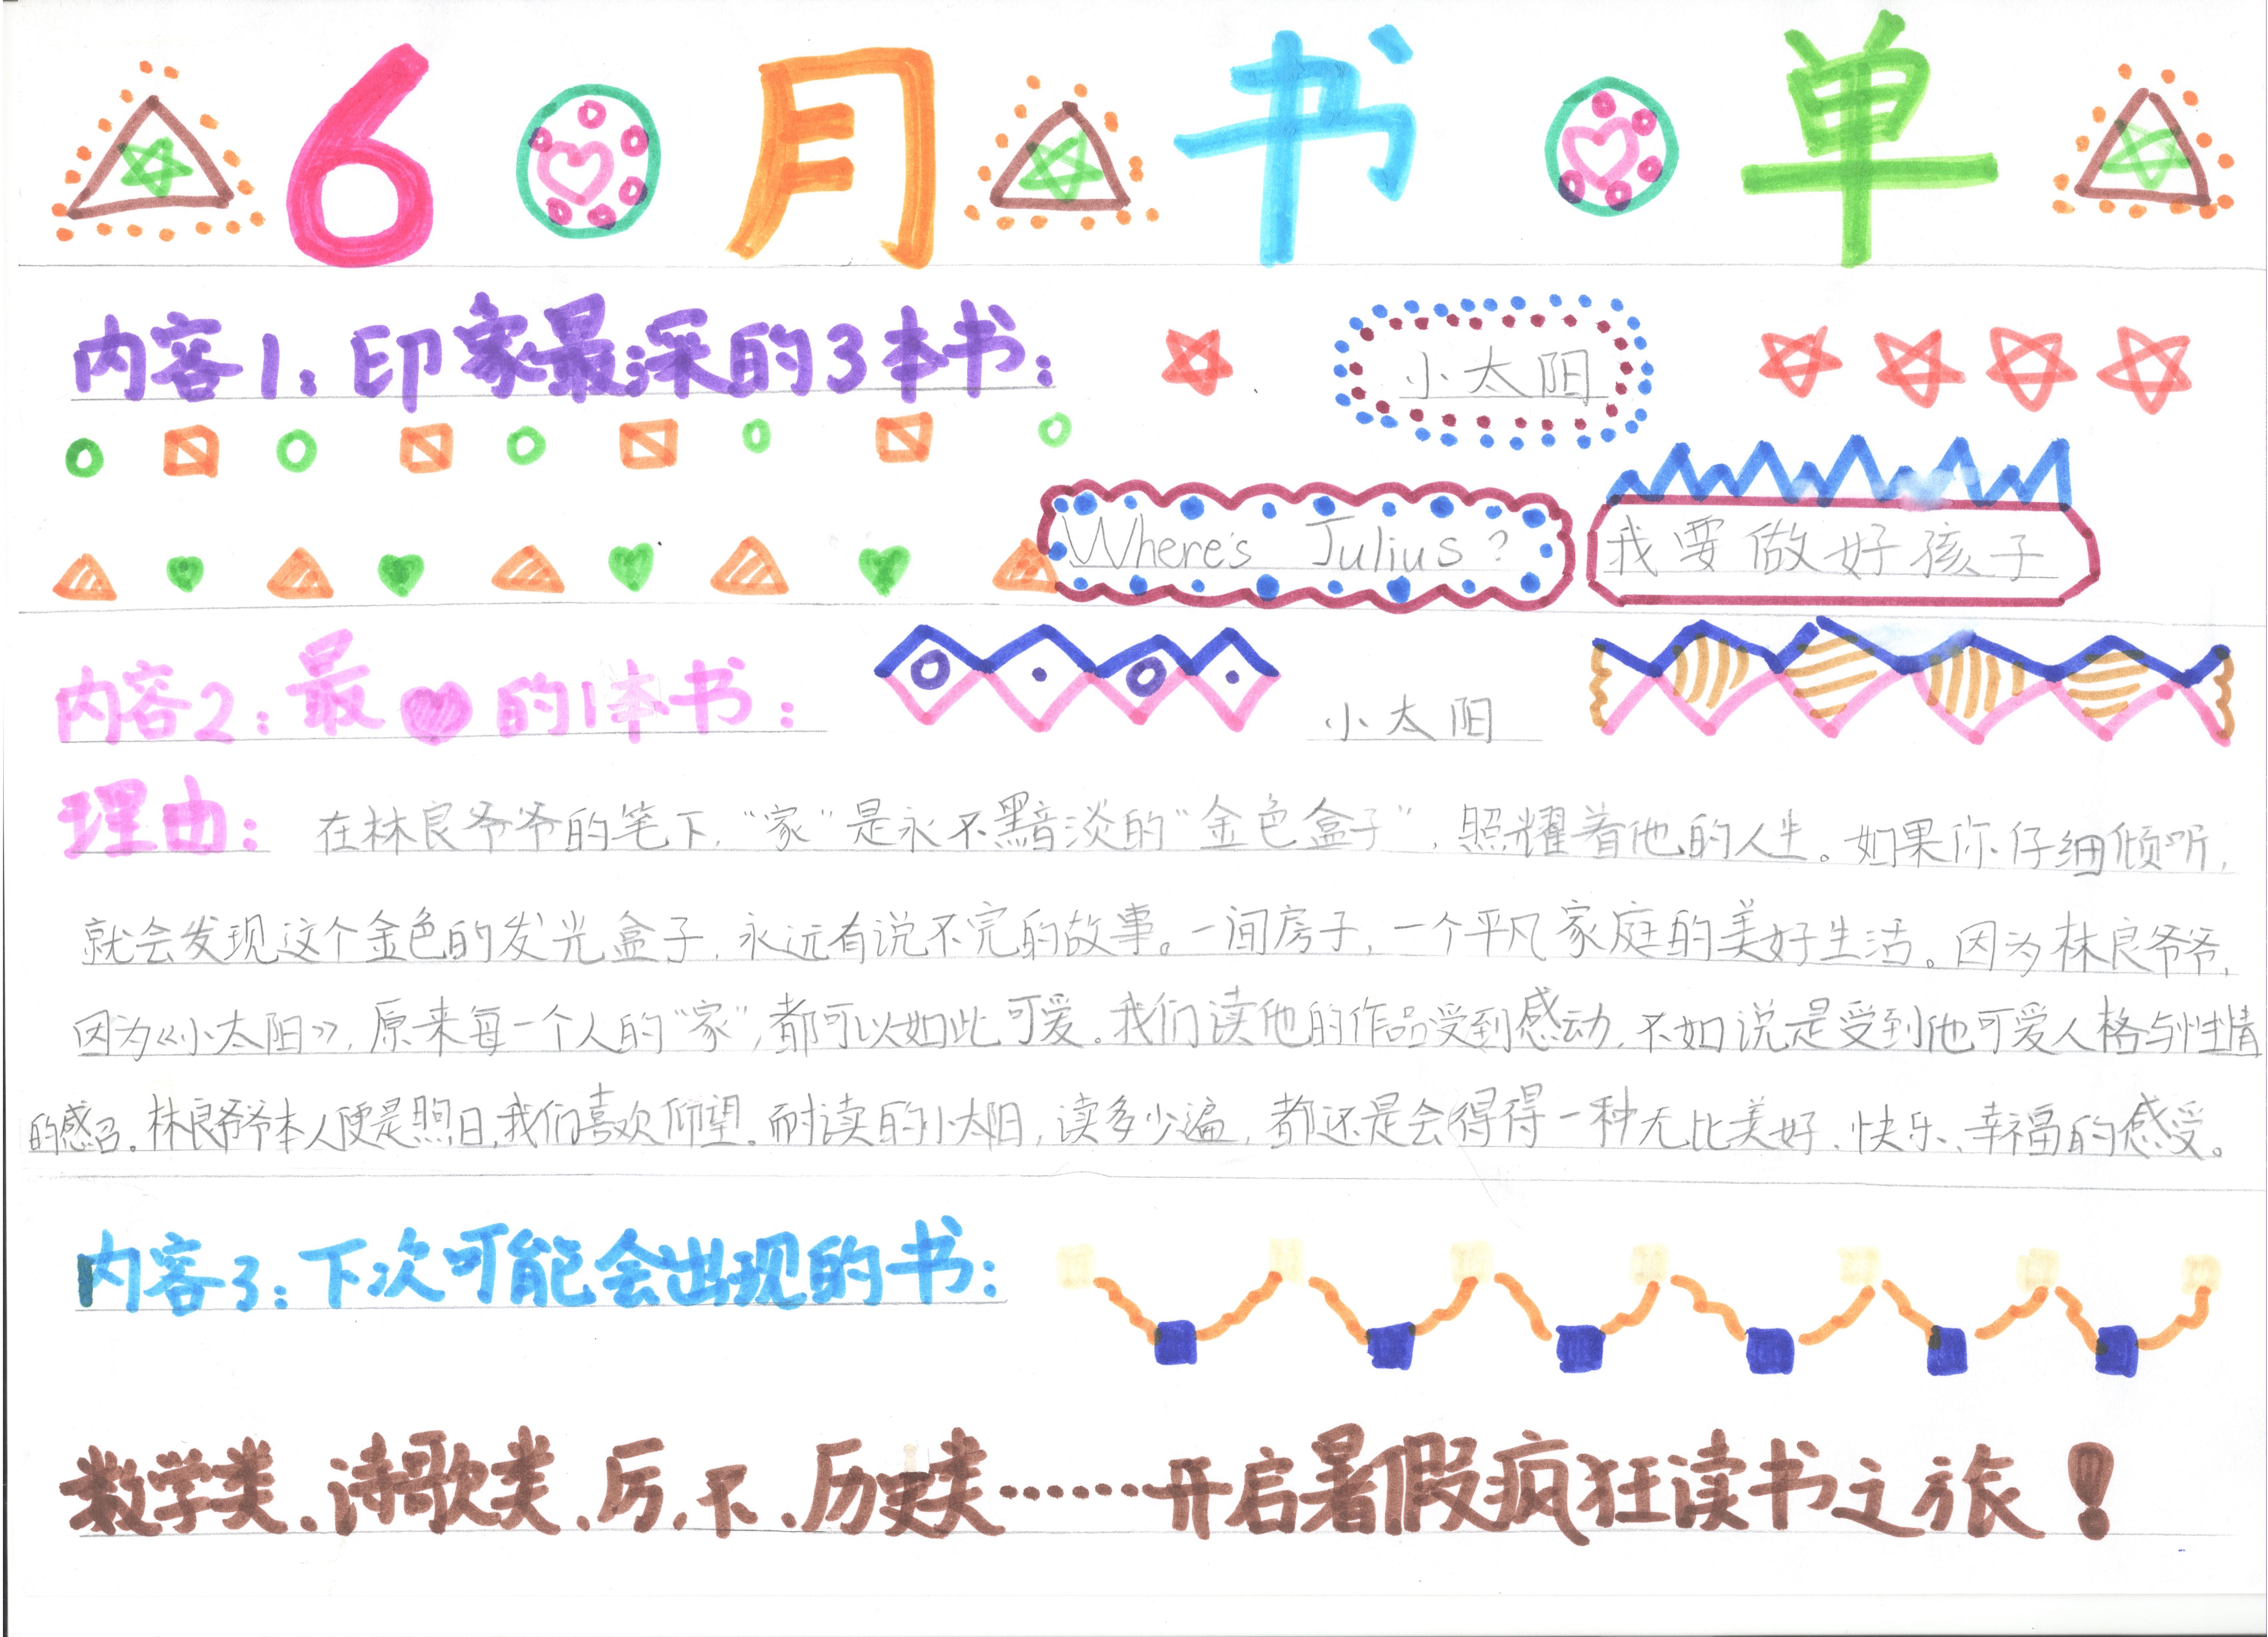 6月书单
内容1:印象最深的3本书:
小太阳
Where's Julius?
我要做好孩子
内容2:最的1本书:
小太阳
理由:在林良爷爷的笔下,“家”是永不黯淡的“金色盒子”,照耀着他的人生。如果你仔细倾听,
就会发现这个金色的发光盒子,永远有说不完的故事。一间房子,一个平凡家庭的美好生活。因为林良爷爷,
因为《小太阳》,原来每一个人的“家”,都可以如此可爱。我们读他的作品受到感动,不如说是受到他可爱人格与性情
的感召。林良爷爷本人便是照日,我们喜欢仰望。耐读的小太阳,读多少遍,都还是会得得一种无比美好、快乐、幸福的感受。
内容3:下次可能会出现的书:
数学类、诗歌类、厉、不、历史类……开启暑假疯狂读书之旅!